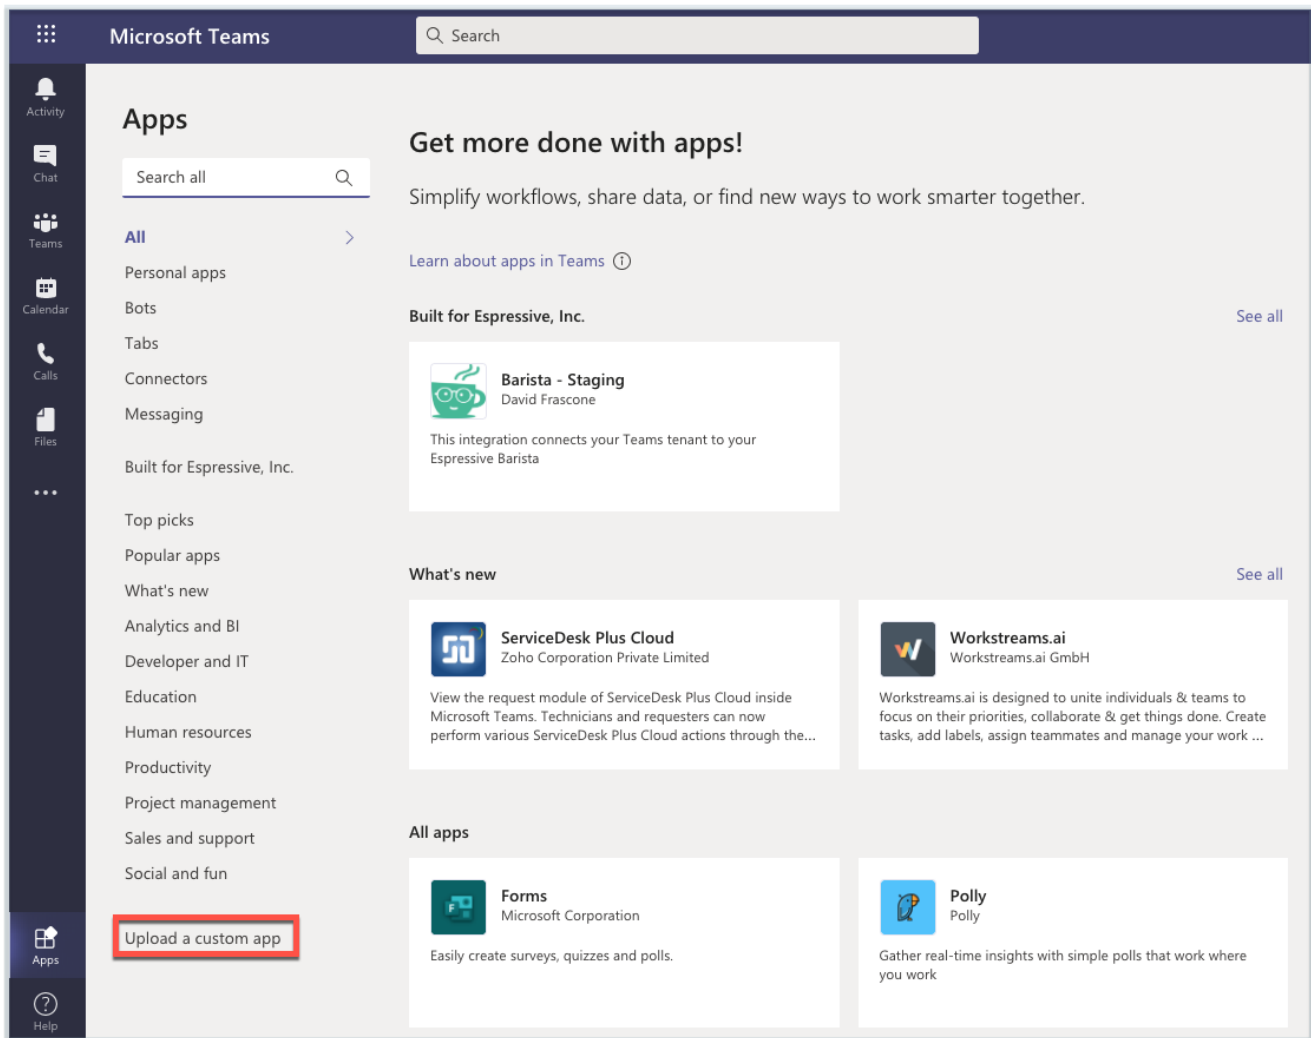 Microsoft Teams
Search
Activity
Chat
Teams
Calendar
Calls
Files
Apps
Help
Apps
Search all
All
Personal apps
Bots
Tabs
Connectors
Messaging
Built for Espressive, Inc.
Top picks
Popular apps
What's new
Analytics and BI
Developer and IT
Education
Human resources
Productivity
Project management
Sales and support
Social and fun
Upload a custom app
Get more done with apps!
Simplify workflows, share data, or find new ways to work smarter together.
Learn about apps in Teams
Built for Espressive, Inc.
See all
Barista - Staging
David Frascone
This integration connects your Teams tenant to your
Espressive Barista
What's new
See all
ServiceDesk Plus Cloud
Zoho Corporation Private Limited
View the request module of ServiceDesk Plus Cloud inside
Microsoft Teams. Technicians and requesters can now
perform various ServiceDesk Plus Cloud actions through the...
Workstreams.ai
Workstreams.ai GmbH
Workstreams.ai is designed to unite individuals & teams to
focus on their priorities, collaborate & get things done. Create
tasks, add labels, assign teammates and manage your work ...
All apps
Forms
Microsoft Corporation
Easily create surveys, quizzes and polls.
Polly
Polly
Gather real-time insights with simple polls that work where
you work